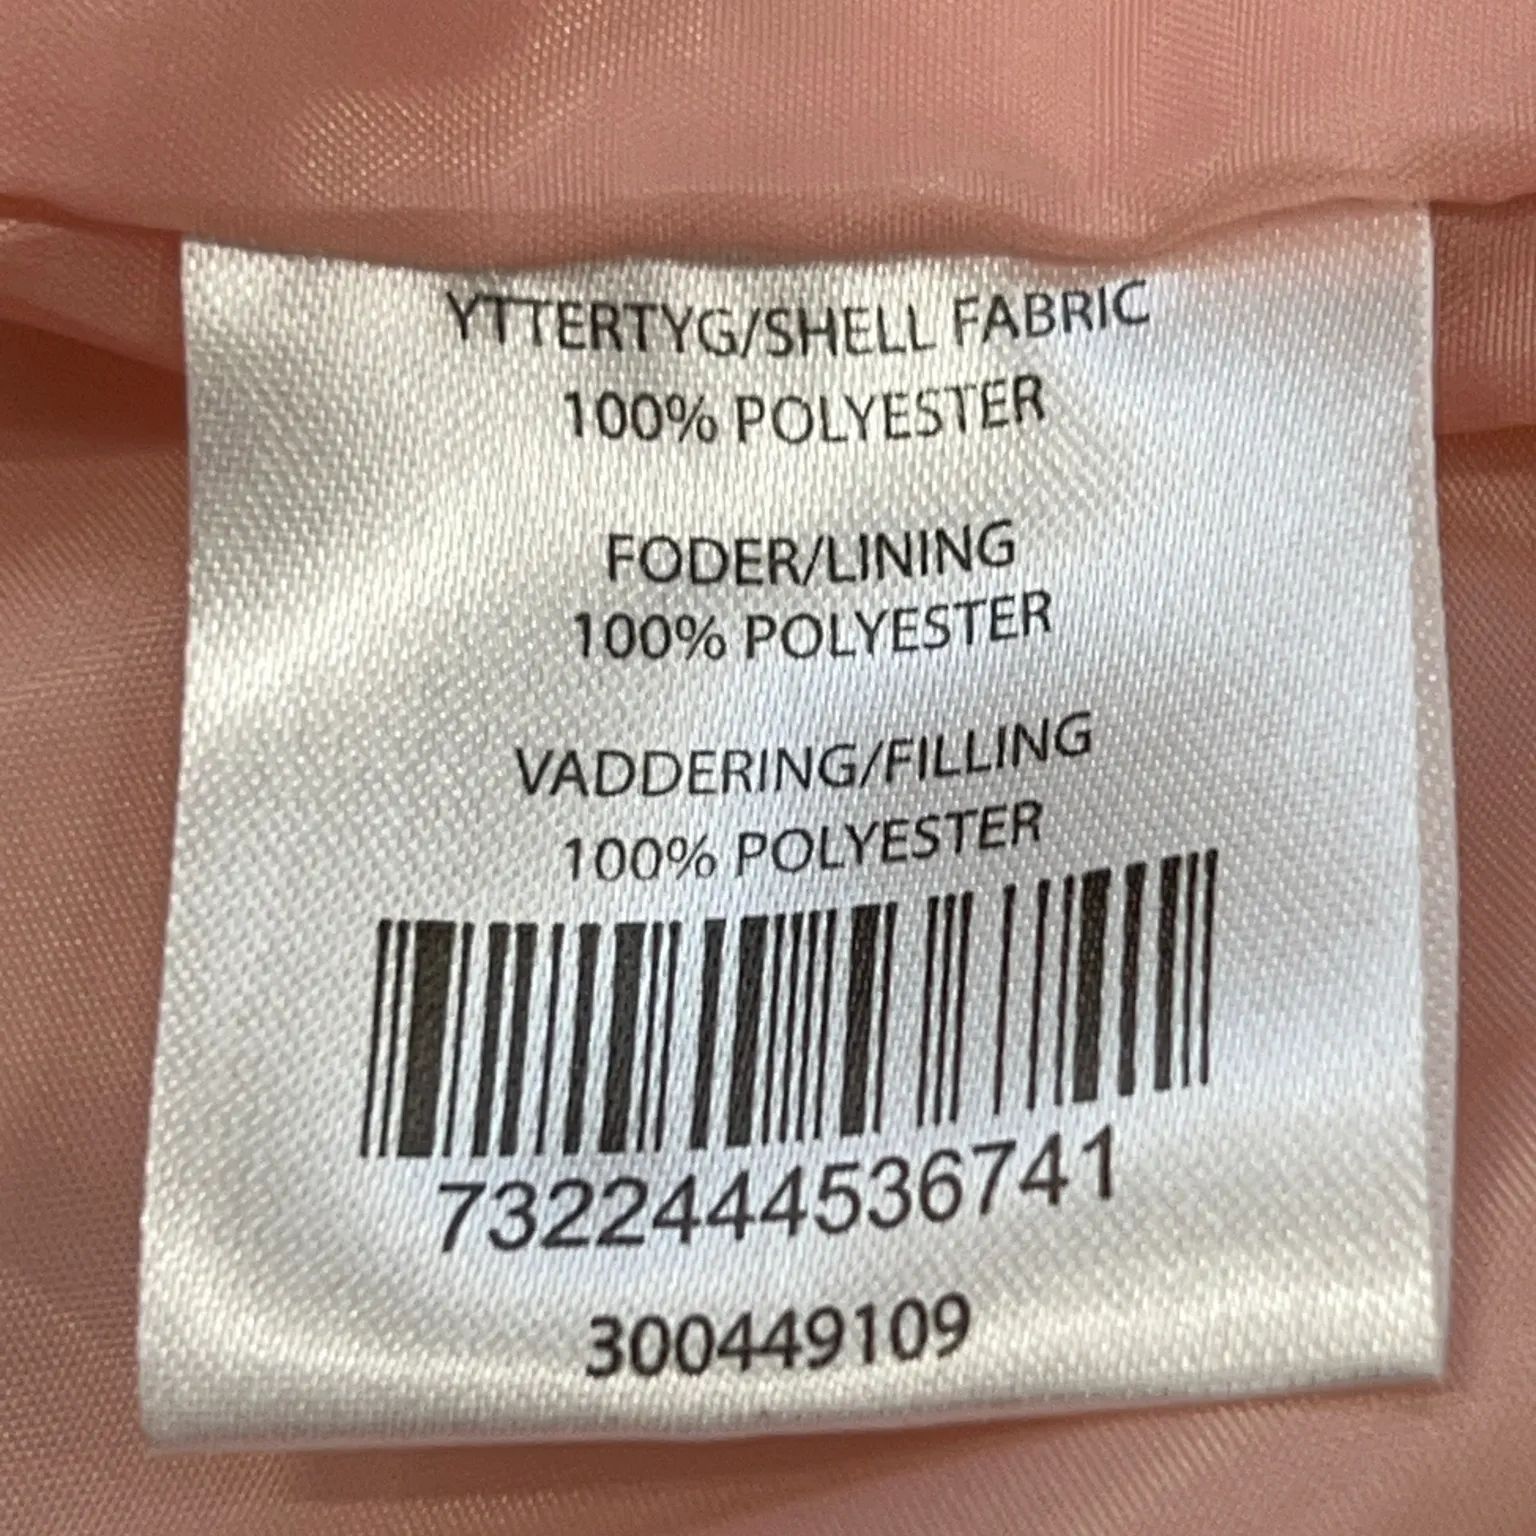 YTTERTYG/SHELL FABRIC
100% POLYESTER
FODER/LINING
100% POLYESTER
VADDERING/FILLING
100% POLYESTER
7322444536741
300449109